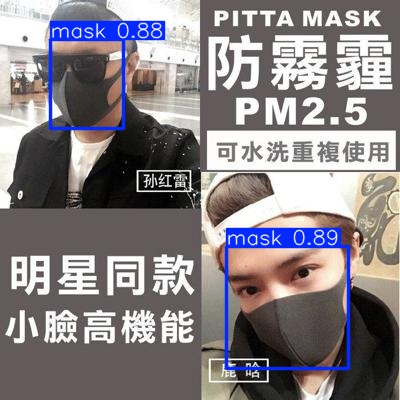 mask 0.88
PITTA MASK
防霧霾
PM2.5
可水洗重複使用
孙红雷
mask 0.89
明星同款
小臉高機能
鹿 晗